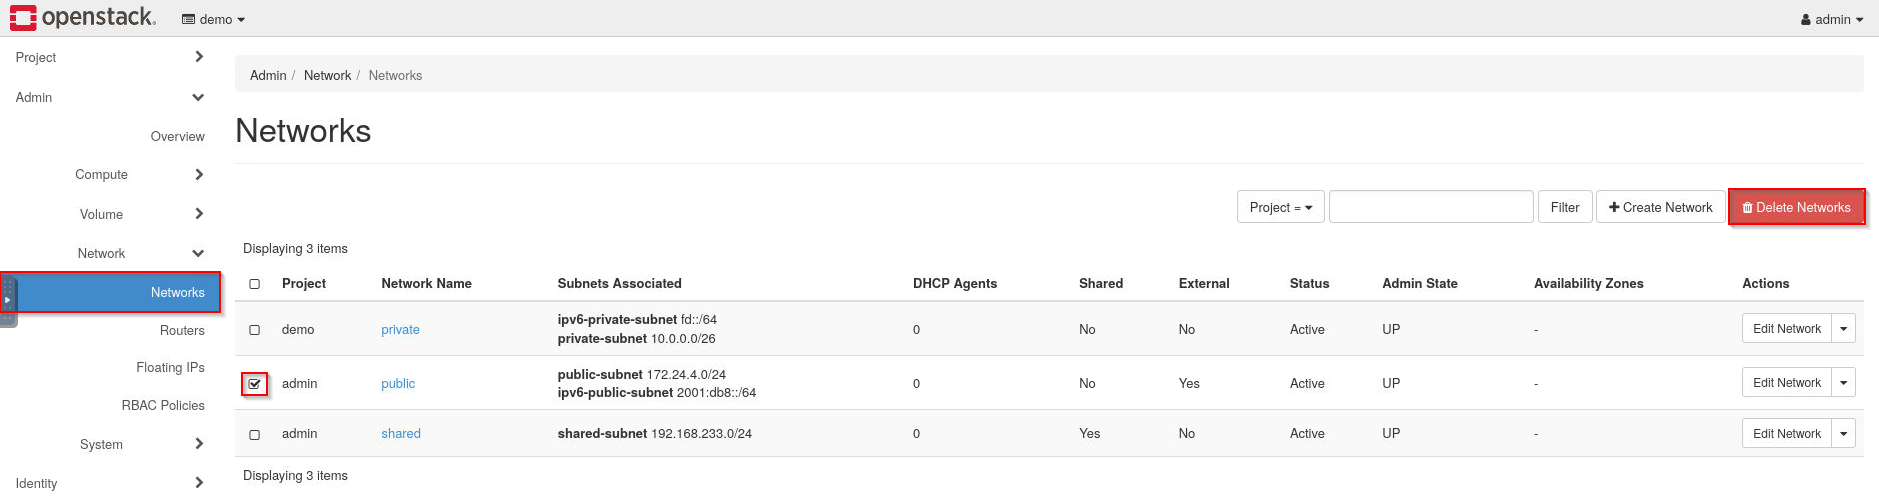 openstack. demo admin
Project
Admin
Overview
Compute
Volume
Network
Networks
Routers
Floating IPs
RBAC Policies
System
Identity
Admin / Network / Networks
Networks
Project = Filter + Create Network Delete Networks
Displaying 3 items
Project Network Name Subnets Associated DHCP Agents Shared External Status Admin State Availability Zones Actions
demo private ipv6-private-subnet fd::/64 0 No No Active UP - Edit Network
private-subnet 10.0.0.0/26
admin public public-subnet 172.24.4.0/24 0 No Yes Active UP - Edit Network
ipv6-public-subnet 2001:db8::/64
admin shared shared-subnet 192.168.233.0/24 0 Yes No Active UP - Edit Network
Displaying 3 items